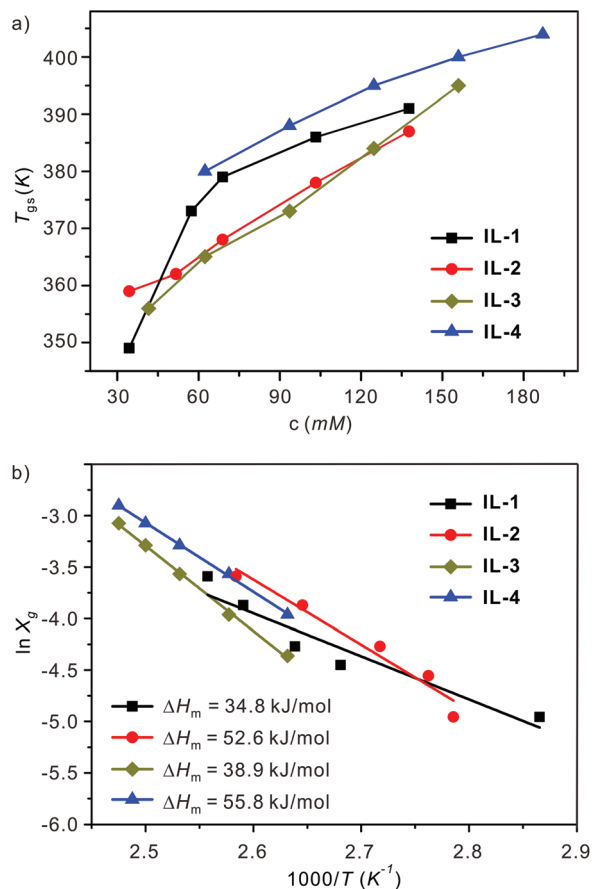 a)
400
390
380
370
360
350
T_gs (K)
IL-1
IL-2
IL-3
IL-4
30 60 90 120 150 180
c (mM)
b)
-3.0
-3.5
-4.0
-4.5
-5.0
-5.5
-6.0
ln X_g
IL-1
IL-2
IL-3
IL-4
ΔH_m = 34.8 kJ/mol
ΔH_m = 52.6 kJ/mol
ΔH_m = 38.9 kJ/mol
ΔH_m = 55.8 kJ/mol
2.5 2.6 2.7 2.8 2.9
1000/T (K⁻¹)